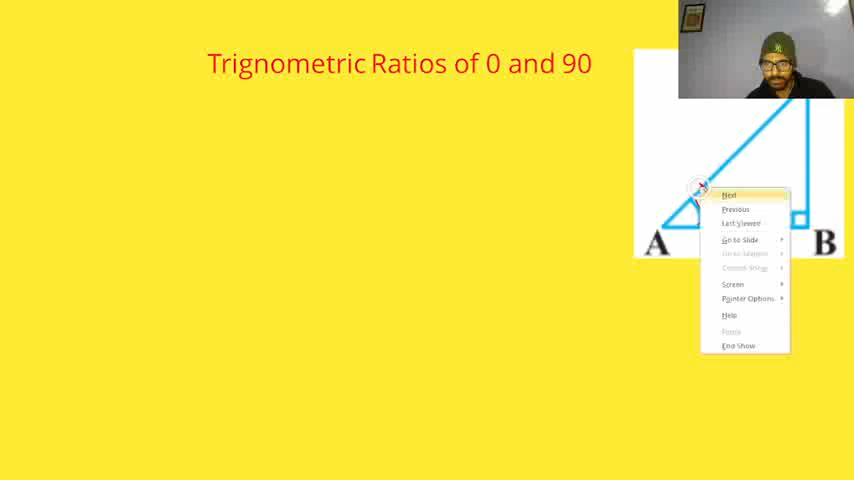 Trignometric Ratios of 0 and 90
Next
Previous
Last Viewed
Go to Slide
Screen
Pointer Options
Help
Pause
End Show
A
B